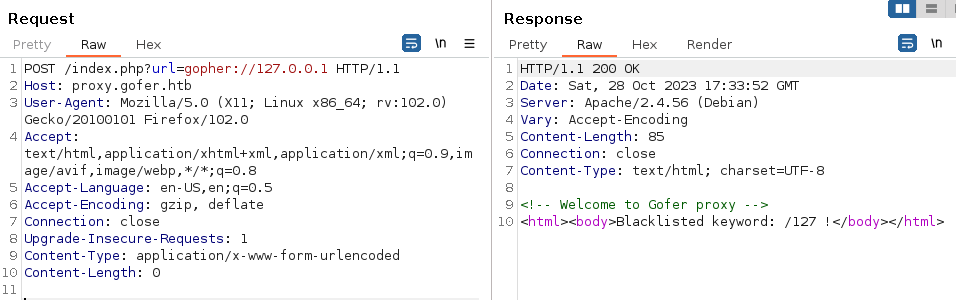 Request
Pretty Raw Hex \n
1 POST /index.php?url=gopher://127.0.0.1 HTTP/1.1
2 Host: proxy.gofer.htb
3 User-Agent: Mozilla/5.0 (X11; Linux x86_64; rv:102.0)
Gecko/20100101 Firefox/102.0
4 Accept:
text/html,application/xhtml+xml,application/xml;q=0.9,im
age/avif,image/webp,*/*;q=0.8
5 Accept-Language: en-US,en;q=0.5
6 Accept-Encoding: gzip, deflate
7 Connection: close
8 Upgrade-Insecure-Requests: 1
9 Content-Type: application/x-www-form-urlencoded
10 Content-Length: 0
11
Response
Pretty Raw Hex Render \n
1 HTTP/1.1 200 OK
2 Date: Sat, 28 Oct 2023 17:33:52 GMT
3 Server: Apache/2.4.56 (Debian)
4 Vary: Accept-Encoding
5 Content-Length: 85
6 Connection: close
7 Content-Type: text/html; charset=UTF-8
8
9 <!-- Welcome to Gofer proxy -->
10 <html><body>Blacklisted keyword: /127 !</body></html>